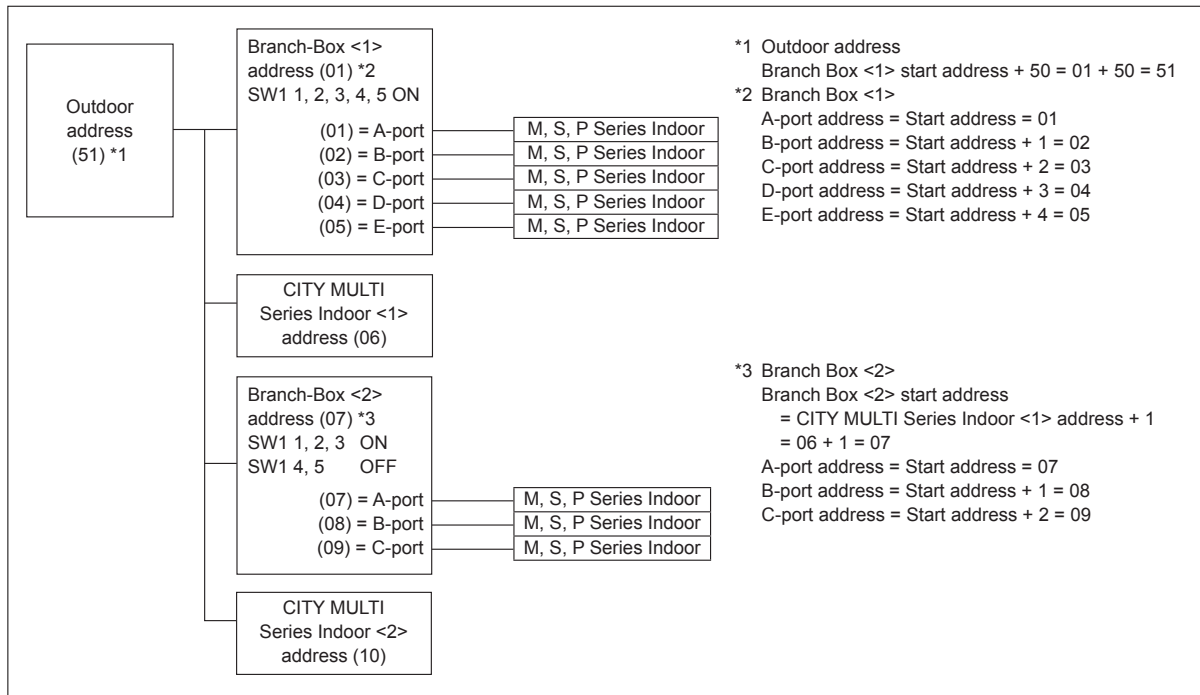 Outdoor
address
(51) *1
Branch-Box <1>
address (01) *2
SW1 1, 2, 3, 4, 5 ON
(01) = A-port
M, S, P Series Indoor
(02) = B-port
M, S, P Series Indoor
(03) = C-port
M, S, P Series Indoor
(04) = D-port
M, S, P Series Indoor
(05) = E-port
M, S, P Series Indoor
CITY MULTI
Series Indoor <1>
address (06)
Branch-Box <2>
address (07) *3
SW1 1, 2, 3 ON
SW1 4, 5 OFF
(07) = A-port
M, S, P Series Indoor
(08) = B-port
M, S, P Series Indoor
(09) = C-port
M, S, P Series Indoor
CITY MULTI
Series Indoor <2>
address (10)
*1 Outdoor address
Branch Box <1> start address + 50 = 01 + 50 = 51
*2 Branch Box <1>
A-port address = Start address = 01
B-port address = Start address + 1 = 02
C-port address = Start address + 2 = 03
D-port address = Start address + 3 = 04
E-port address = Start address + 4 = 05
*3 Branch Box <2>
Branch Box <2> start address
= CITY MULTI Series Indoor <1> address + 1
= 06 + 1 = 07
A-port address = Start address = 07
B-port address = Start address + 1 = 08
C-port address = Start address + 2 = 09